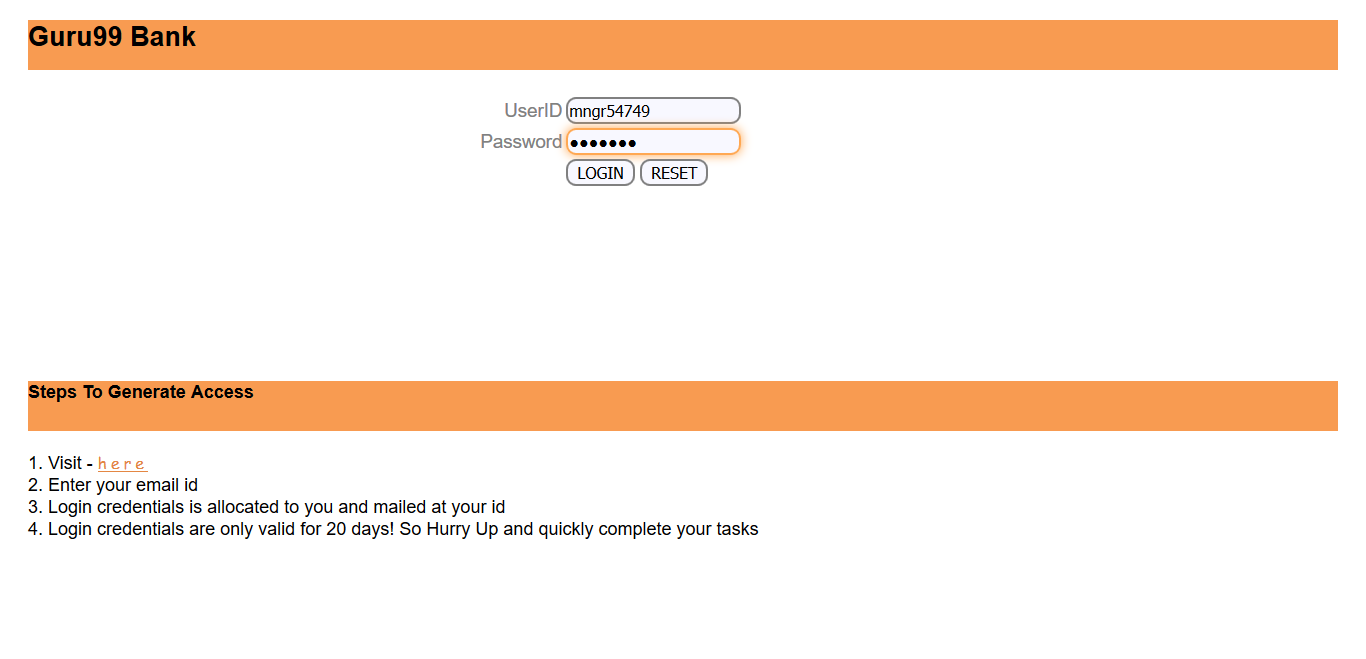 Guru99 Bank
UserID mngr54749
Password •••••••
LOGIN RESET
Steps To Generate Access
1. Visit - here
2. Enter your email id
3. Login credentials is allocated to you and mailed at your id
4. Login credentials are only valid for 20 days! So Hurry Up and quickly complete your tasks